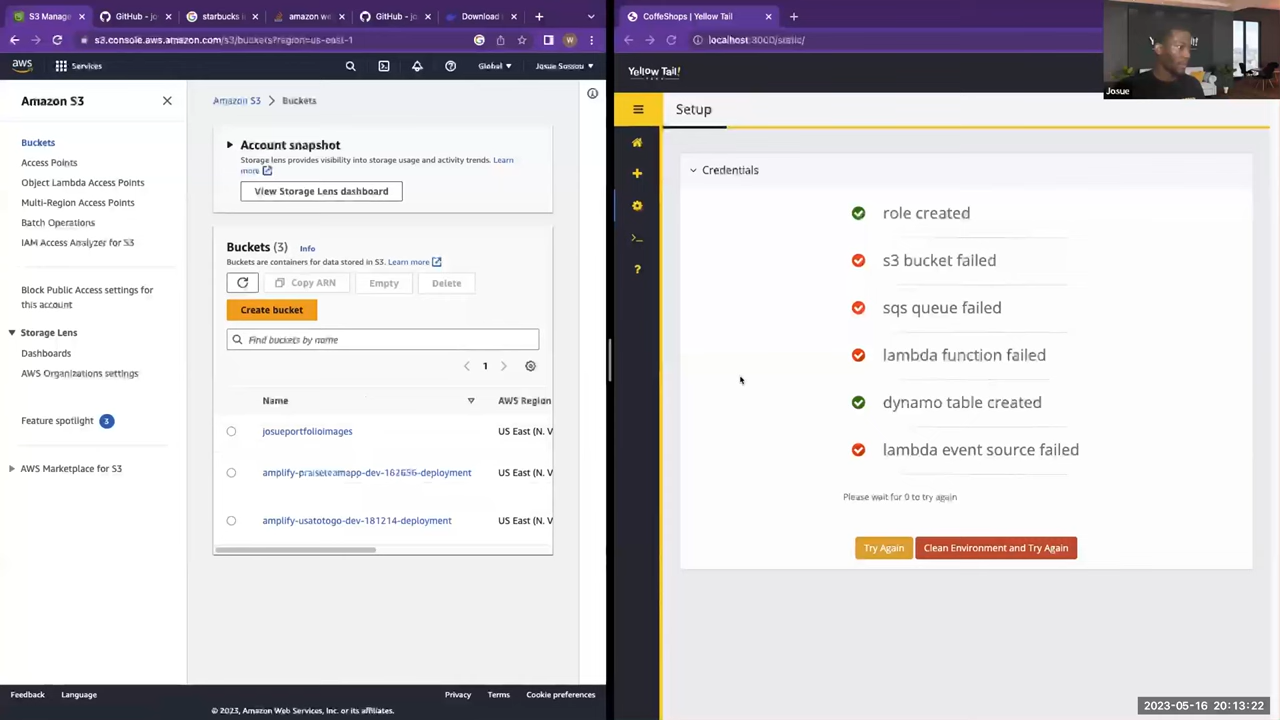 S3 Manage
GitHub - jo
starbucks l
amazon we
GitHub - jo
Download
CoffeShops | Yellow Tail
s3.console.aws.amazon.com/s3/buckets?region=us-east-1
W
localhost:3000/static/
aws
Services
Global
Josue Sossou
Yellow Tail!
Josue
Amazon S3
Buckets
Access Points
Object Lambda Access Points
Multi-Region Access Points
Batch Operations
IAM Access Analyzer for S3
Block Public Access settings for
this account
Storage Lens
Dashboards
AWS Organizations settings
Feature spotlight 3
AWS Marketplace for S3
Amazon S3 > Buckets
Account snapshot
Storage lens provides visibility into storage usage and activity trends. Learn
more
View Storage Lens dashboard
Buckets (3) Info
Buckets are containers for data stored in S3. Learn more
Copy ARN
Empty
Delete
Create bucket
Find buckets by name
1
Name
AWS Region
josueportfolioimages
US East (N. V
US East (N. V
amplify-usatotogo-dev-181214-deployment
US East (N. V
Setup
Credentials
role created
s3 bucket failed
sqs queue failed
lambda function failed
dynamo table created
lambda event source failed
Please wait for 0 to try again
Try Again
Clean Environment and Try Again
Feedback
Language
Privacy
Terms
Cookie preferences
© 2023, Amazon Web Services, Inc. or its affiliates.
2023-05-16 20:13:22